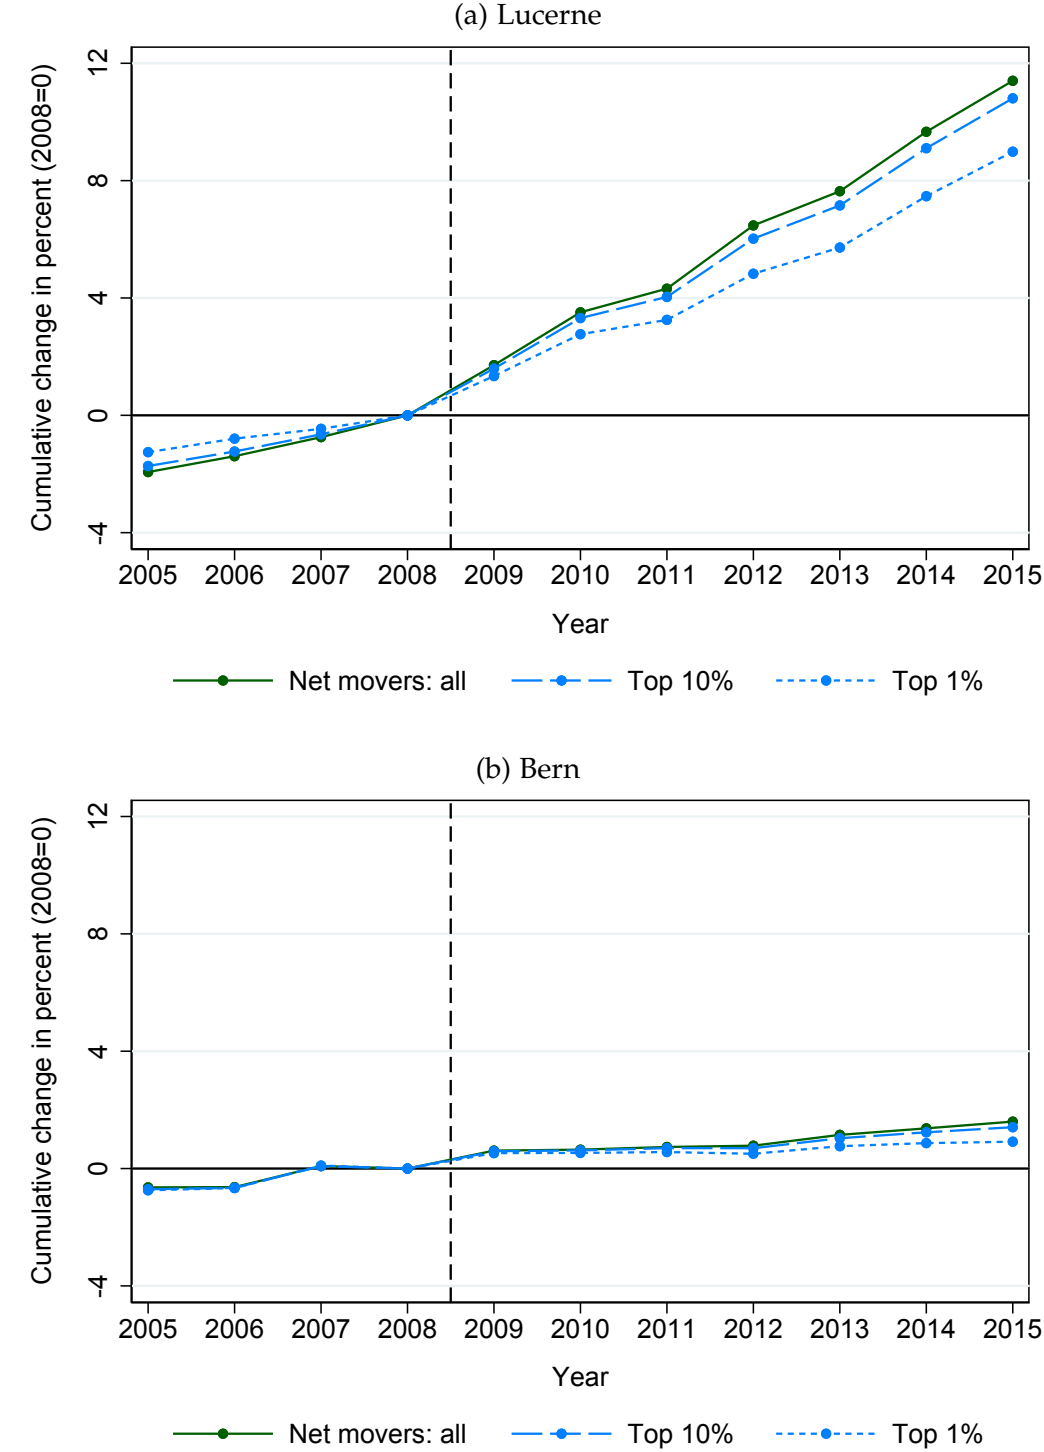 (a) Lucerne
Cumulative change in percent (2008=0)
12
8
4
0
-4
2005 2006 2007 2008 2009 2010 2011 2012 2013 2014 2015
Year
Net movers: all Top 10% Top 1%
(b) Bern
Cumulative change in percent (2008=0)
12
8
4
0
-4
2005 2006 2007 2008 2009 2010 2011 2012 2013 2014 2015
Year
Net movers: all Top 10% Top 1%